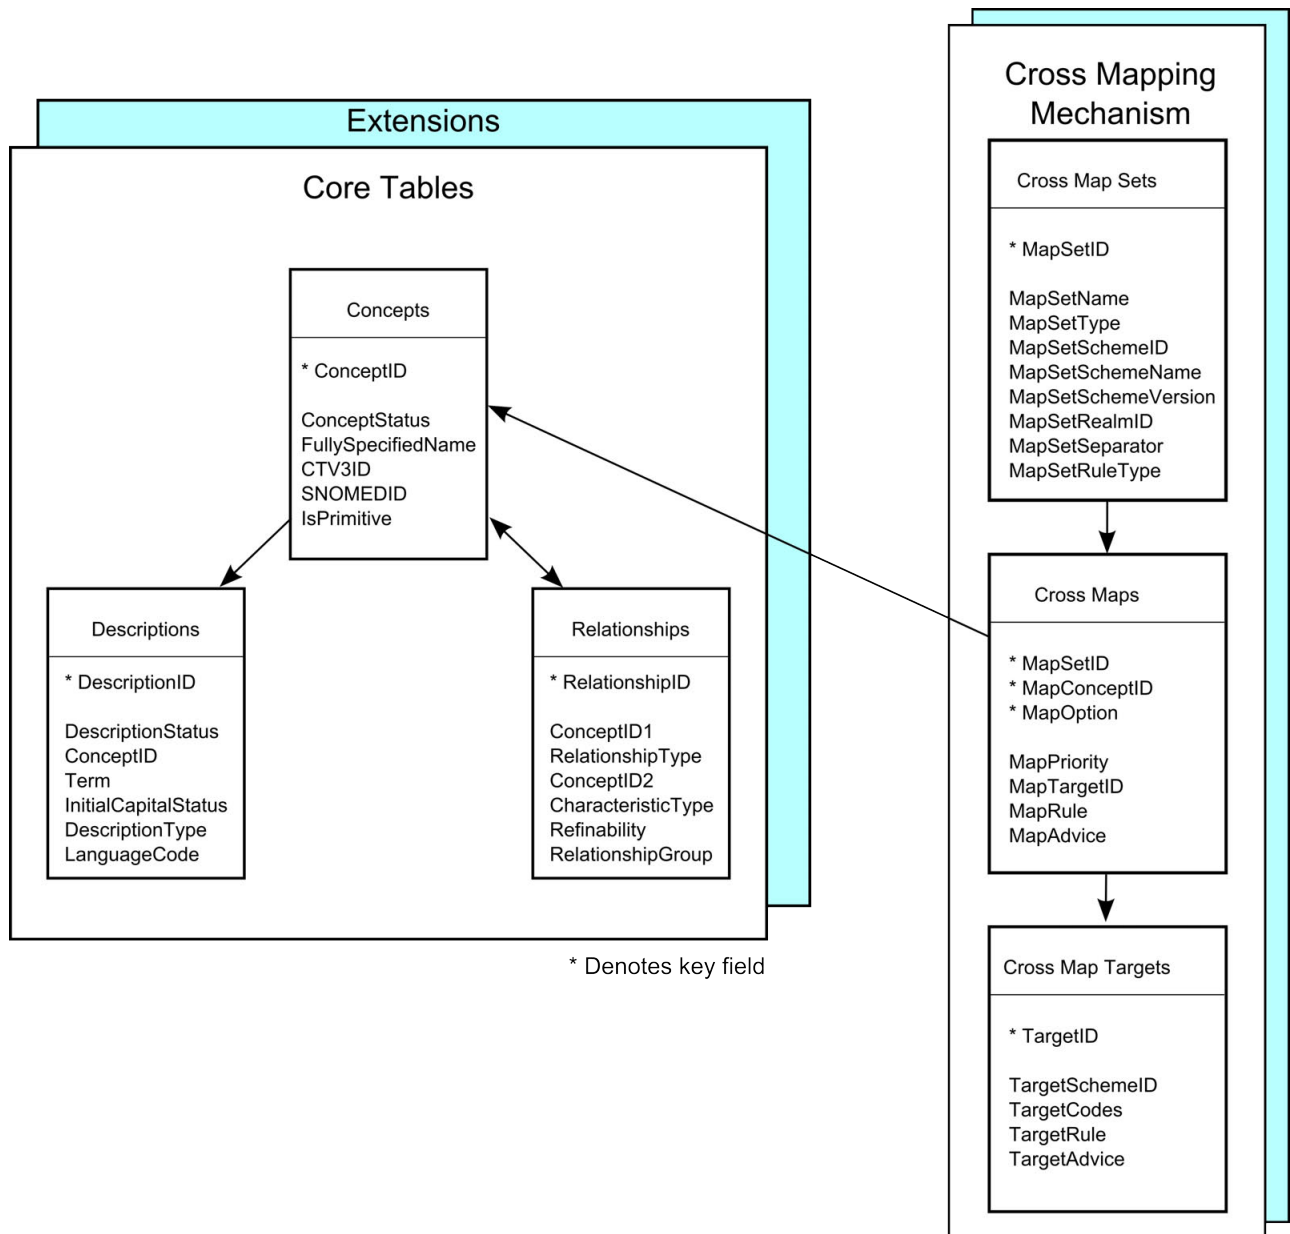 Extensions
Core Tables
Concepts
* ConceptID
ConceptStatus
FullySpecifiedName
CTV3ID
SNOMEDID
IsPrimitive
Descriptions
* DescriptionID
DescriptionStatus
ConceptID
Term
InitialCapitalStatus
DescriptionType
LanguageCode
Relationships
* RelationshipID
ConceptID1
RelationshipType
ConceptID2
CharacteristicType
Refinability
RelationshipGroup
* Denotes key field
Cross Mapping
Mechanism
Cross Map Sets
* MapSetID
MapSetName
MapSetType
MapSetSchemeID
MapSetSchemeName
MapSetSchemeVersion
MapSetRealmID
MapSetSeparator
MapSetRuleType
Cross Maps
* MapSetID
* MapConceptID
* MapOption
MapPriority
MapTargetID
MapRule
MapAdvice
Cross Map Targets
* TargetID
TargetSchemeID
TargetCodes
TargetRule
TargetAdvice